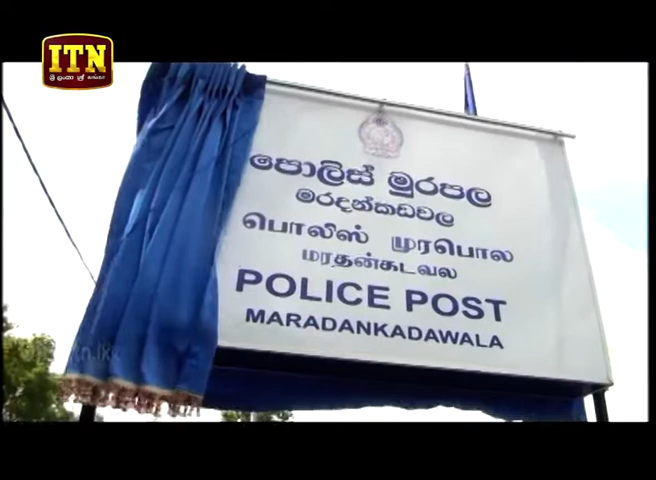 ITN
පොලිස් මුරපල
මරදන්කඩවල
பொலிஸ் முரபொல
மரதன்கடவல
POLICE POST
MARADANKADAWALA